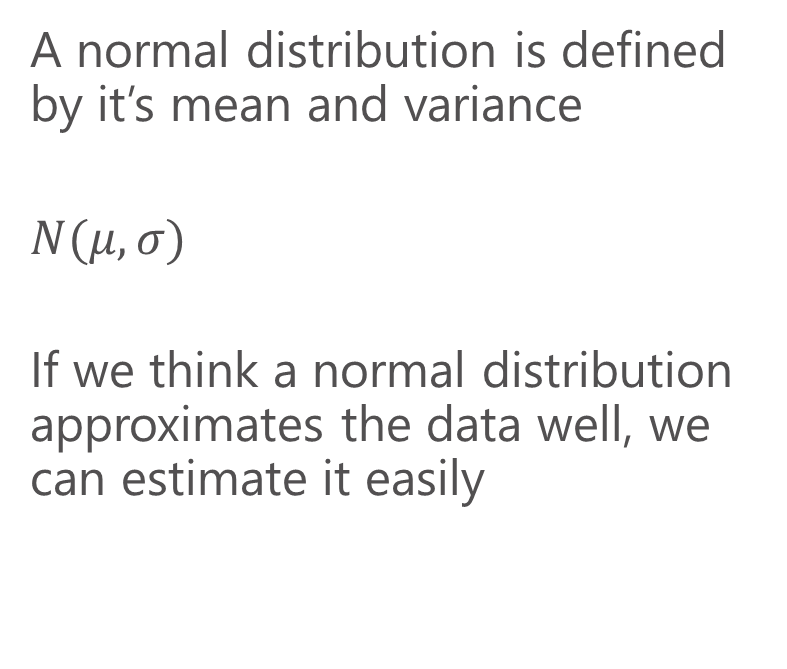 A normal distribution is defined
by it’s mean and variance
𝑁(𝜇, 𝜎)
If we think a normal distribution
approximates the data well, we
can estimate it easily